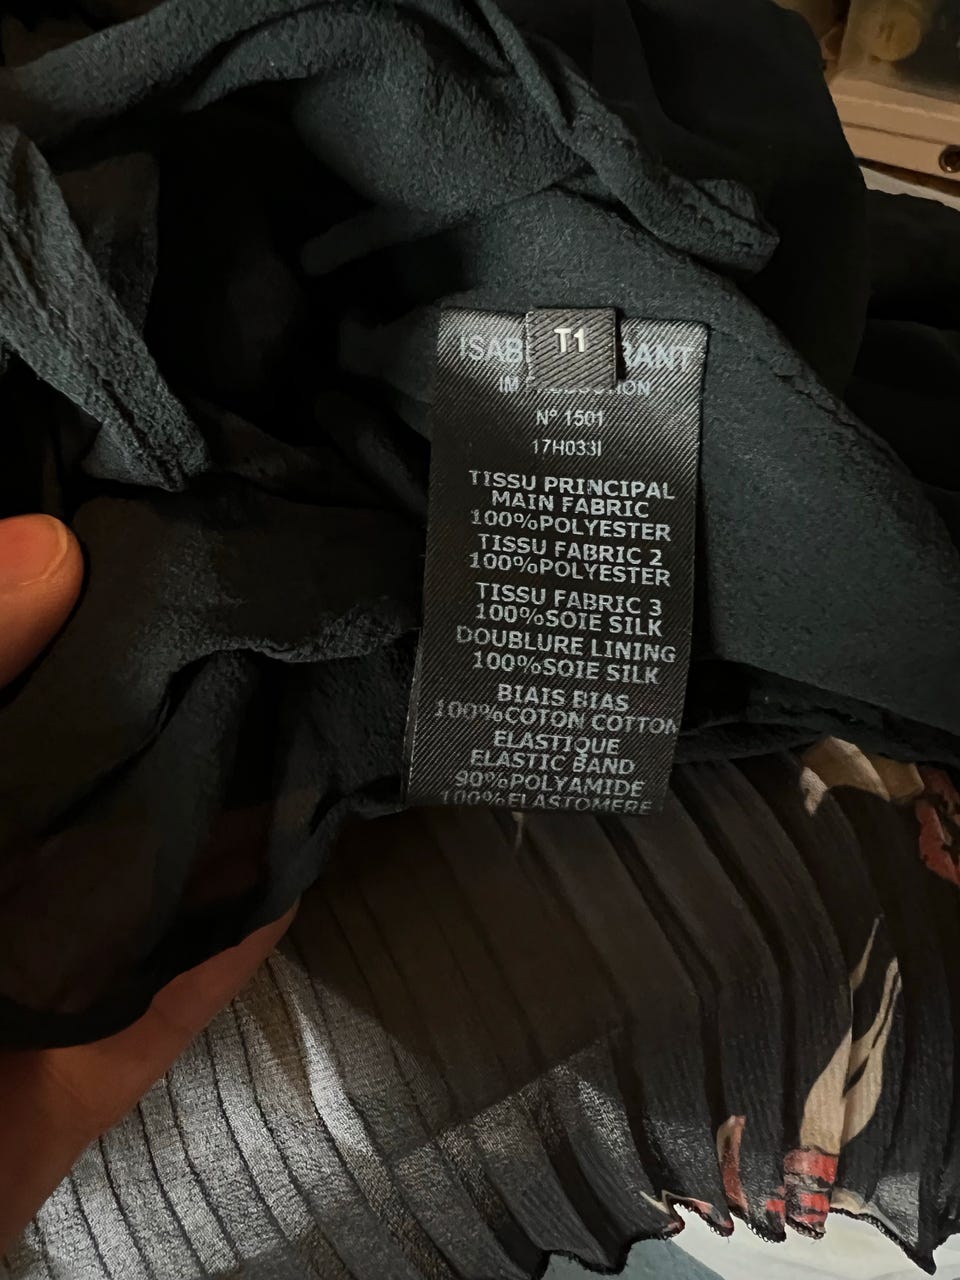 T1
N° 1501
17H033I
TISSU PRINCIPAL
MAIN FABRIC
100%POLYESTER
TISSU FABRIC 2
100%POLYESTER
TISSU FABRIC 3
100%SOIE SILK
DOUBLURE LINING
100%SOIE SILK
BIAIS BIAS
100%COTON COTTON
ELASTIQUE
ELASTIC BAND
90%POLYAMIDE
100%ELASTOMERE